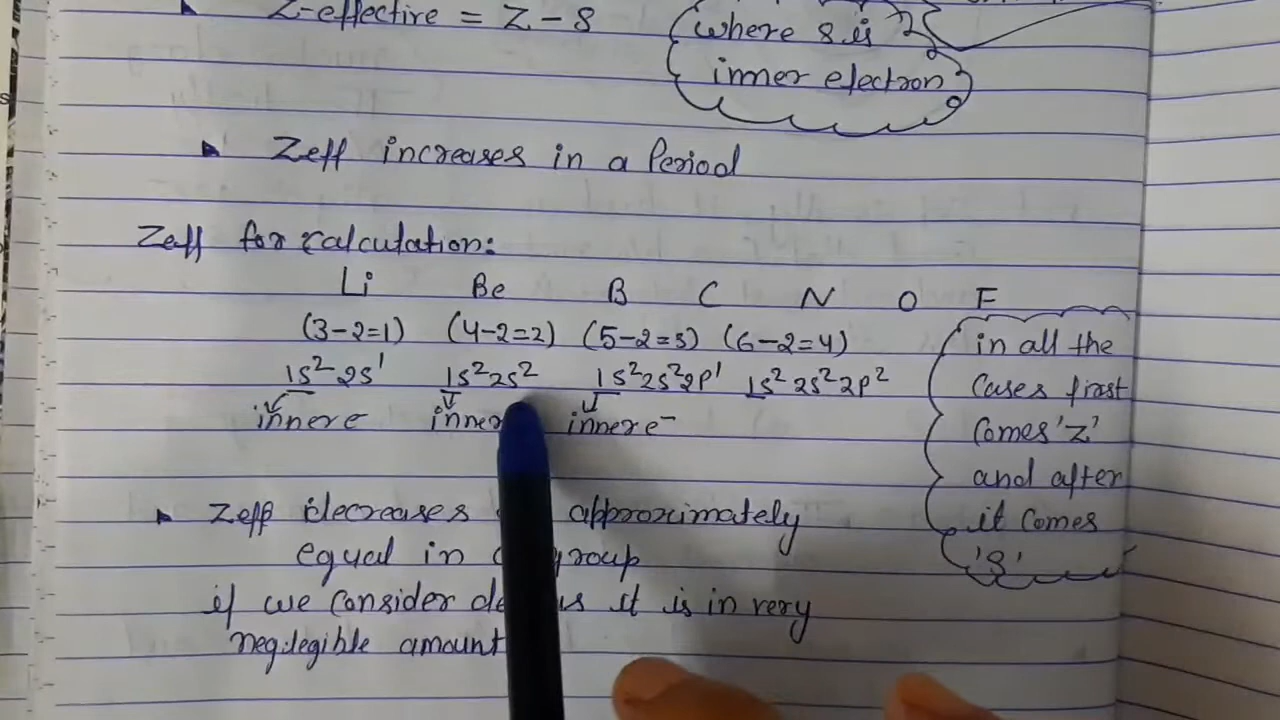 Z-effective = Z - S
(where s is
inner electron
Zeff increases in a Period
Zeff for calculation:
Li Be B C N O F
(3-2=1) (4-2=2) (5-2=3) (6-2=4)
1s² 2s¹ 1s² 2s² 1s² 2s² 2p¹ 1s² 2s² 2p²
inner e inner inner e⁻
in all the
Cases first
Comes 'Z'
and after
it comes
'S'
Zeff decreases approximately
equal in group
if we Consider it is in very
neglegible amount